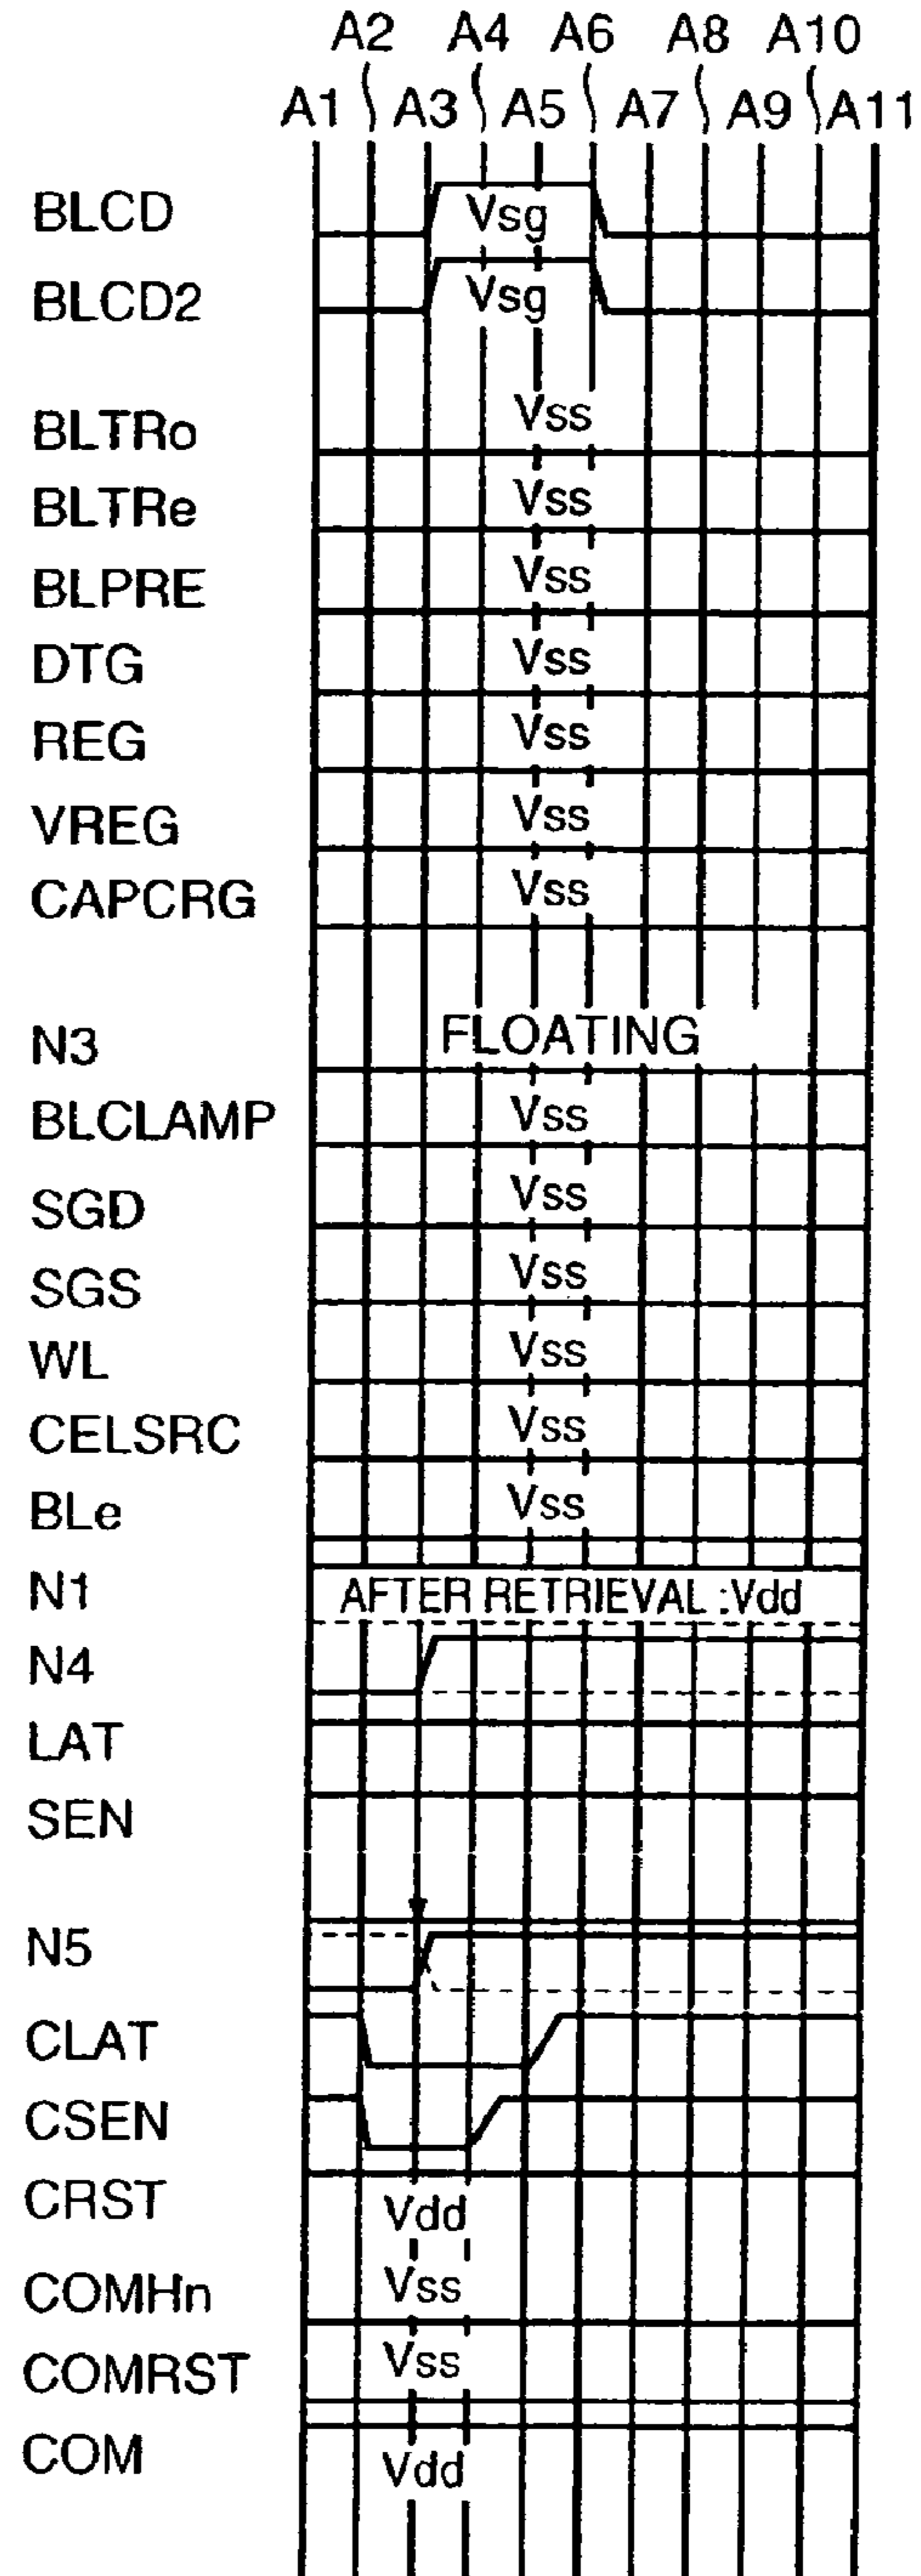 A2 A4 A6 A8 A10
A1 A3 A5 A7 A9 A11
BLCD Vsg
BLCD2 Vsg
BLTRo Vss
BLTRe Vss
BLPRE Vss
DTG Vss
REG Vss
VREG Vss
CAPCRG Vss
N3 FLOATING
BLCLAMP Vss
SGD Vss
SGS Vss
WL Vss
CELSRC Vss
BLe Vss
N1 AFTER RETRIEVAL :Vdd
N4
LAT
SEN
N5
CLAT
CSEN
CRST Vdd
COMHn Vss
COMRST Vss
COM Vdd